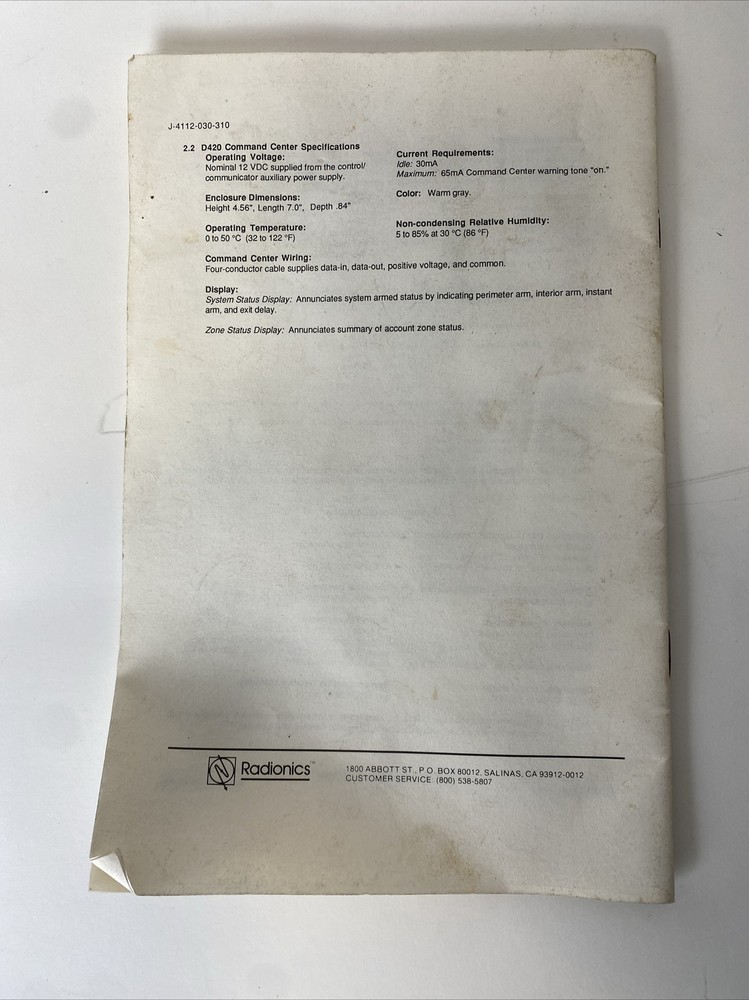 J-4112-030-310
2.2 D420 Command Center Specifications
Operating Voltage:
Nominal 12 VDC supplied from the control/
communicator auxiliary power supply.
Current Requirements:
Idle: 30mA
Maximum: 65mA Command Center warning tone "on."
Enclosure Dimensions:
Height 4.56", Length 7.0", Depth .84"
Color: Warm gray.
Operating Temperature:
0 to 50 °C (32 to 122 °F)
Non-condensing Relative Humidity:
5 to 85% at 30 °C (86 °F)
Command Center Wiring:
Four-conductor cable supplies data-in, data-out, positive voltage, and common.
Display:
System Status Display: Annunciates system armed status by indicating perimeter arm, interior arm, instant
arm, and exit delay.
Zone Status Display: Annunciates summary of account zone status.
Radionics™
1800 ABBOTT ST., P.O. BOX 80012, SALINAS, CA 93912-0012
CUSTOMER SERVICE: (800) 538-5807